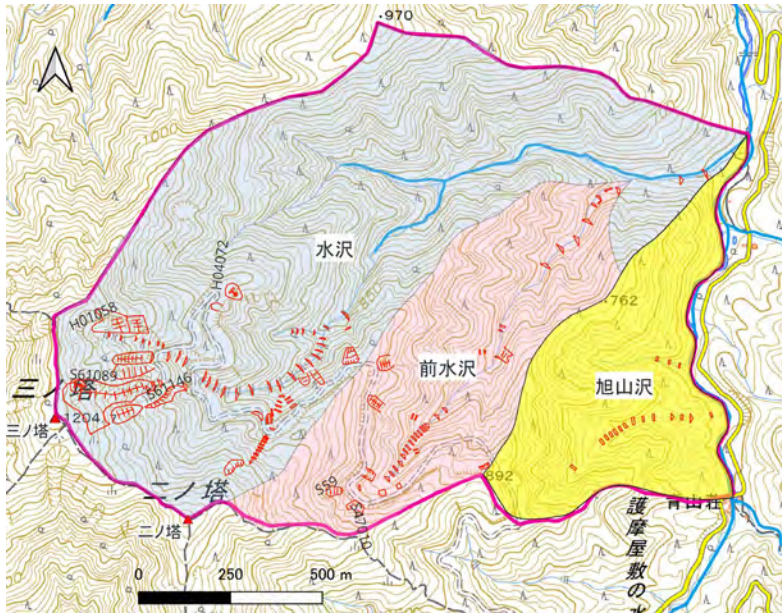 970
水沢
H04072
850
H01058
762
前水沢
旭山沢
S61089
S61146
三ノ塔
1204
三ノ塔
892
二ノ塔
S59
青山荘
護摩屋敷の水
二ノ塔
0 250 500 m